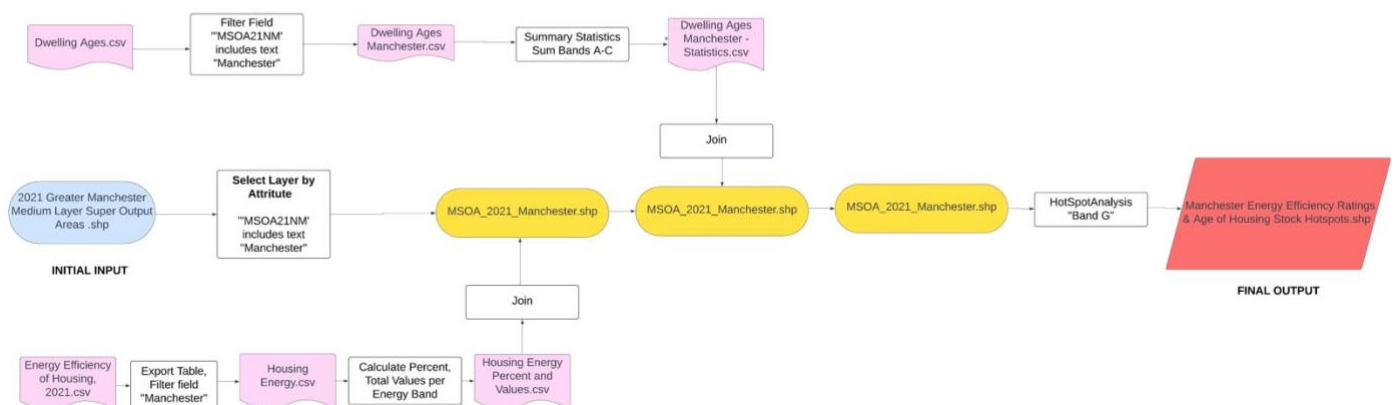 Dwelling Ages.csv
Filter Field
"'MSOA21NM'
includes text
"Manchester"
Dwelling Ages
Manchester.csv
Summary Statistics
Sum Bands A-C
Dwelling Ages
Manchester -
Statistics.csv
Join
2021 Greater Manchester
Medium Layer Super Output
Areas .shp
INITIAL INPUT
Select Layer by
Attritute
"'MSOA21NM'
includes text
"Manchester"
MSOA_2021_Manchester.shp
MSOA_2021_Manchester.shp
MSOA_2021_Manchester.shp
HotSpotAnalysis
"Band G"
Manchester Energy Efficiency Ratings
& Age of Housing Stock Hotspots.shp
FINAL OUTPUT
Join
Energy Efficiency
of Housing,
2021.csv
Export Table,
Filter field
"Manchester"
Housing
Energy.csv
Calculate Percent,
Total Values per
Energy Band
Housing Energy
Percent and
Values.csv